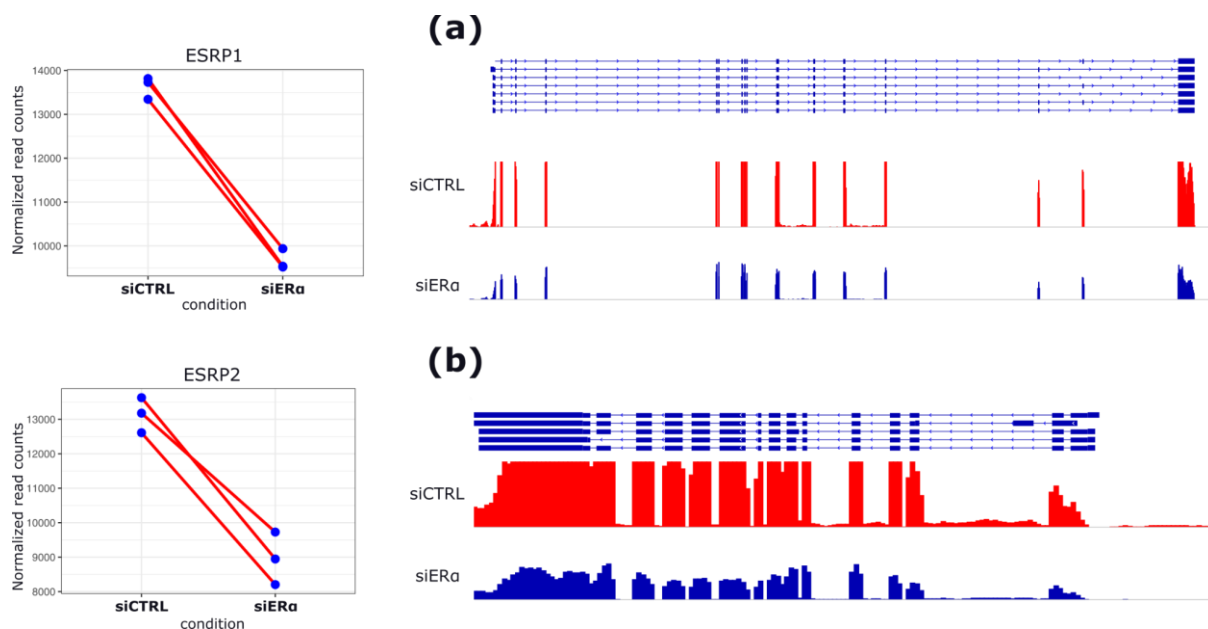 ESRP1
Normalized read counts
14000
13000
12000
11000
10000
siCTRL
siERα
condition
(a)
siCTRL
siERα
ESRP2
Normalized read counts
13000
12000
11000
10000
9000
8000
siCTRL
siERα
condition
(b)
siCTRL
siERα